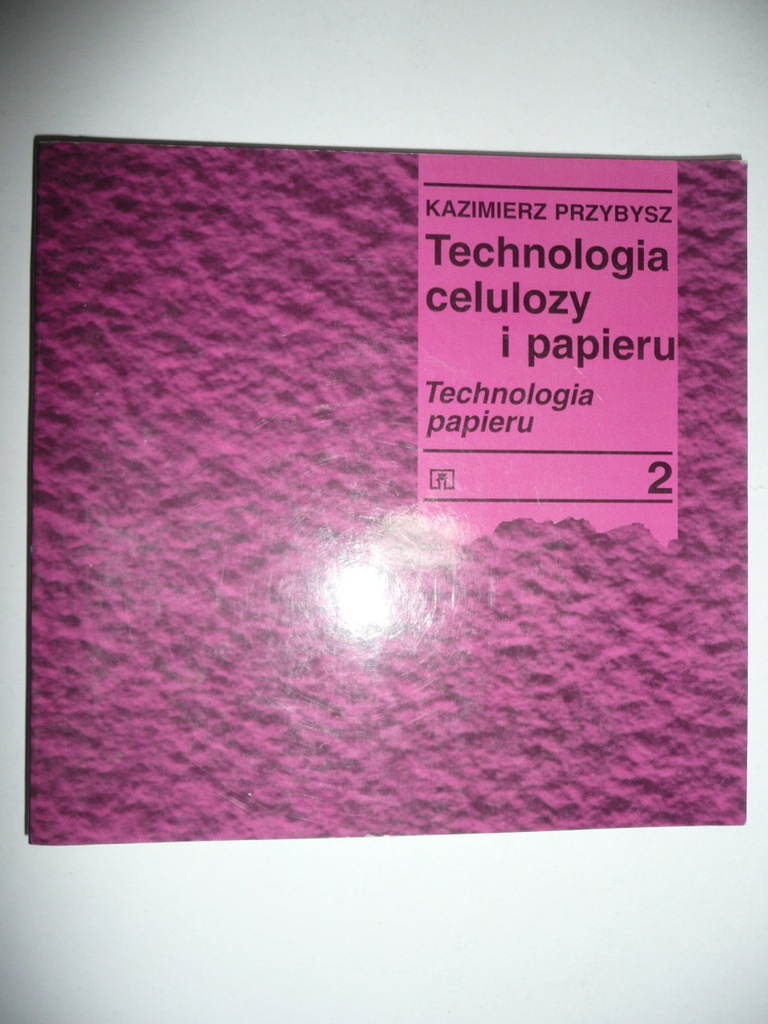 KAZIMIERZ PRZYBYSZ
Technologia
celulozy
i papieru
Technologia
papieru
2